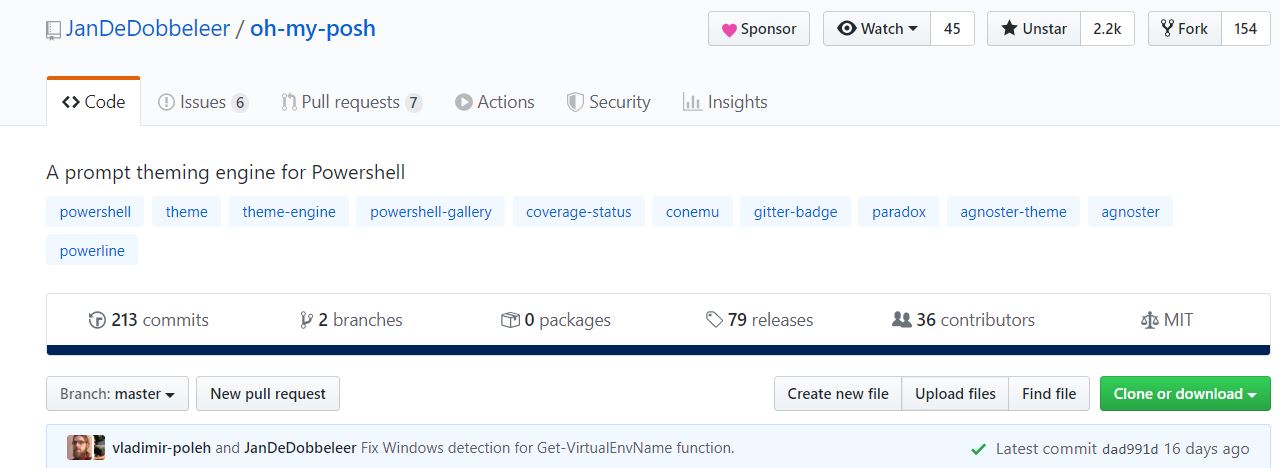 JanDeDobbeleer / oh-my-posh Sponsor Watch 45 Unstar 2.2k Fork 154
Code Issues 6 Pull requests 7 Actions Security Insights
A prompt theming engine for Powershell
powershell theme theme-engine powershell-gallery coverage-status conemu gitter-badge paradox agnoster-theme agnoster
powerline
213 commits 2 branches 0 packages 79 releases 36 contributors MIT
Branch: master New pull request Create new file Upload files Find file Clone or download
vladimir-poleh and JanDeDobbeleer Fix Windows detection for Get-VirtualEnvName function. Latest commit dad991d 16 days ago